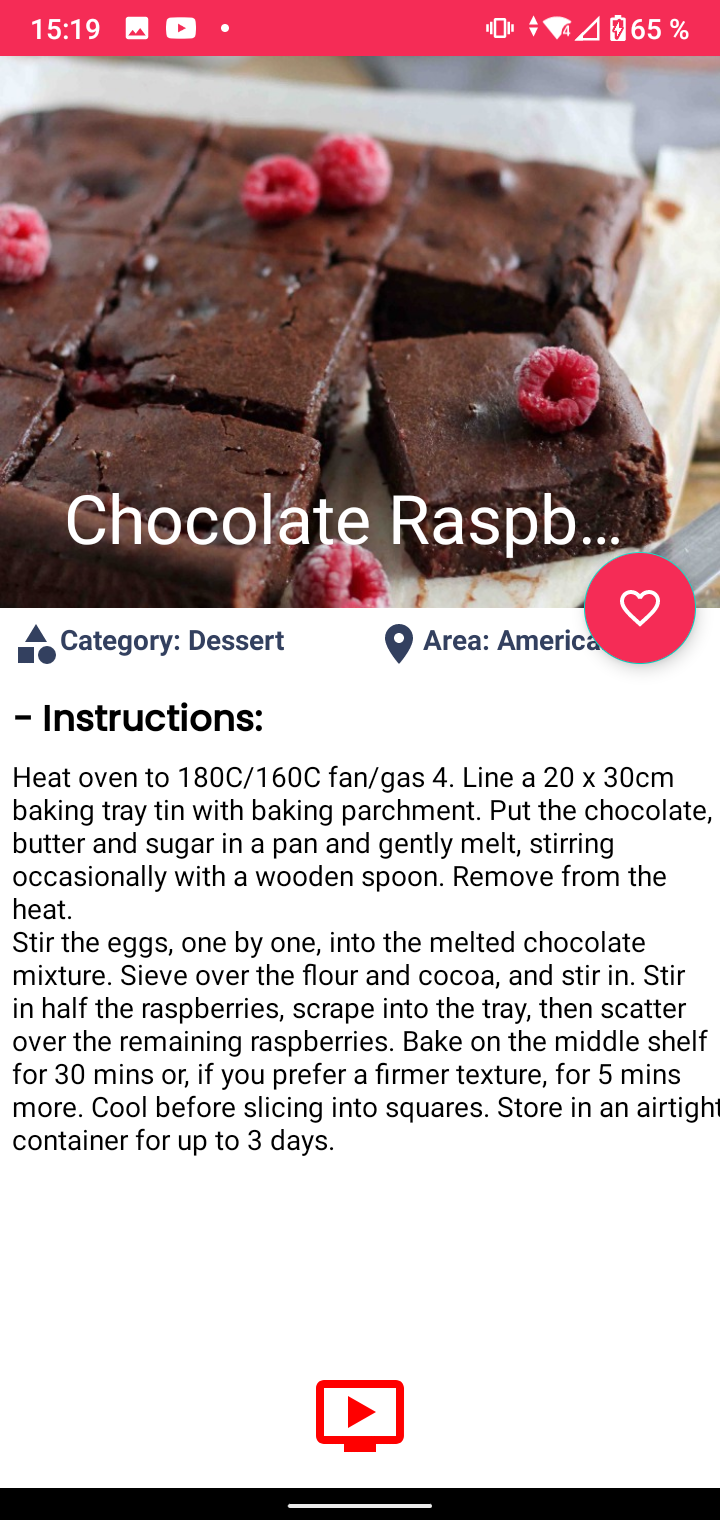 15:19
4
65 %
Chocolate Raspb...
Category: Dessert
Area: America
- Instructions:
Heat oven to 180C/160C fan/gas 4. Line a 20 x 30cm
baking tray tin with baking parchment. Put the chocolate,
butter and sugar in a pan and gently melt, stirring
occasionally with a wooden spoon. Remove from the
heat.
Stir the eggs, one by one, into the melted chocolate
mixture. Sieve over the flour and cocoa, and stir in. Stir
in half the raspberries, scrape into the tray, then scatter
over the remaining raspberries. Bake on the middle shelf
for 30 mins or, if you prefer a firmer texture, for 5 mins
more. Cool before slicing into squares. Store in an airtight
container for up to 3 days.